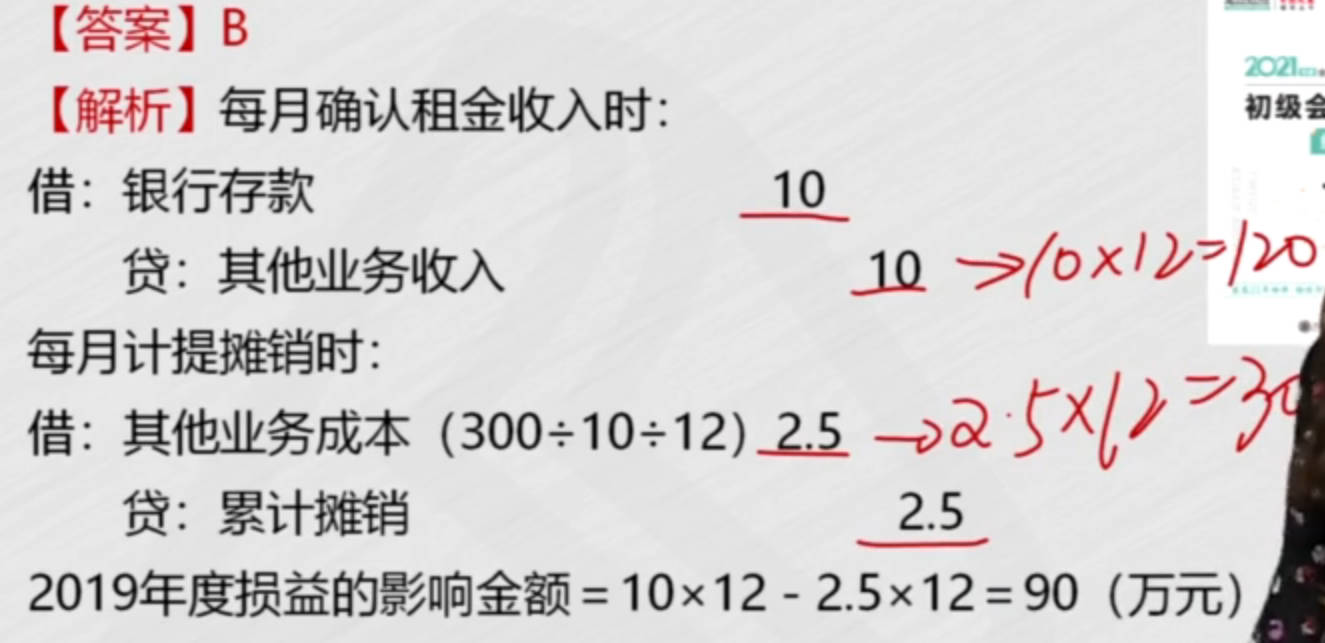 【答案】B
【解析】每月确认租金收入时：
借：银行存款 10
贷：其他业务收入 10 →10×12=120
每月计提摊销时：
借：其他业务成本（300÷10÷12）2.5 →2.5×12=30
贷：累计摊销 2.5
2019年度损益的影响金额＝10×12 - 2.5×12＝90（万元）
2021
初级会